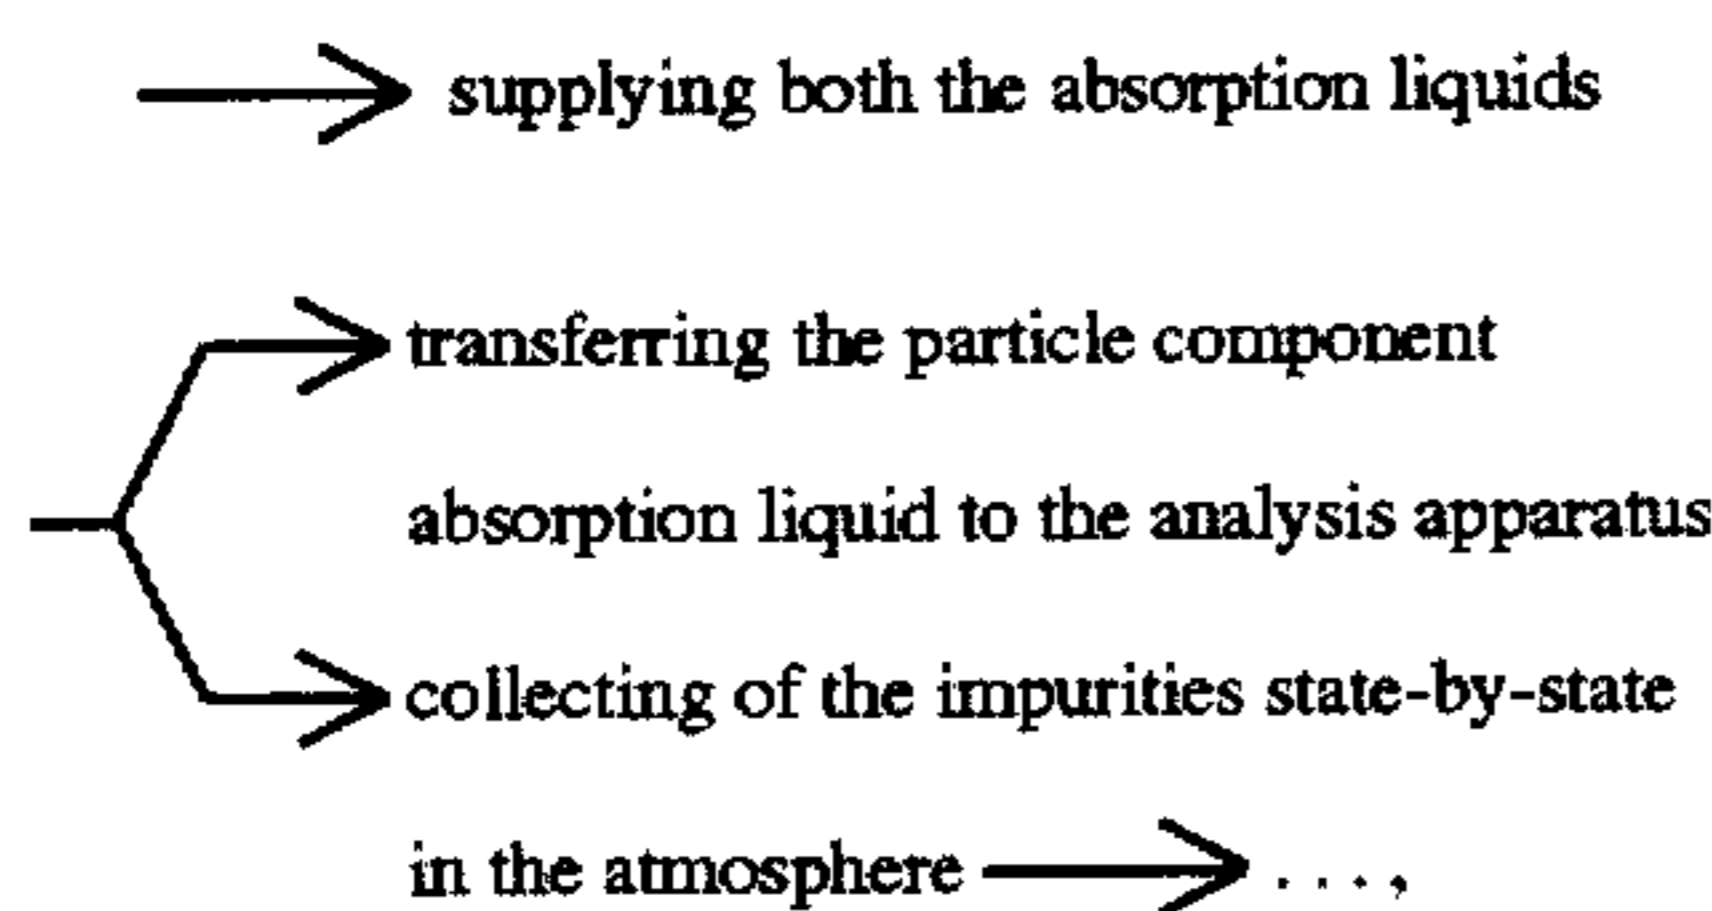 supplying both the absorption liquids
transferring the particle component
absorption liquid to the analysis apparatus
collecting of the impurities state-by-state
in the atmosphere → . . . ,